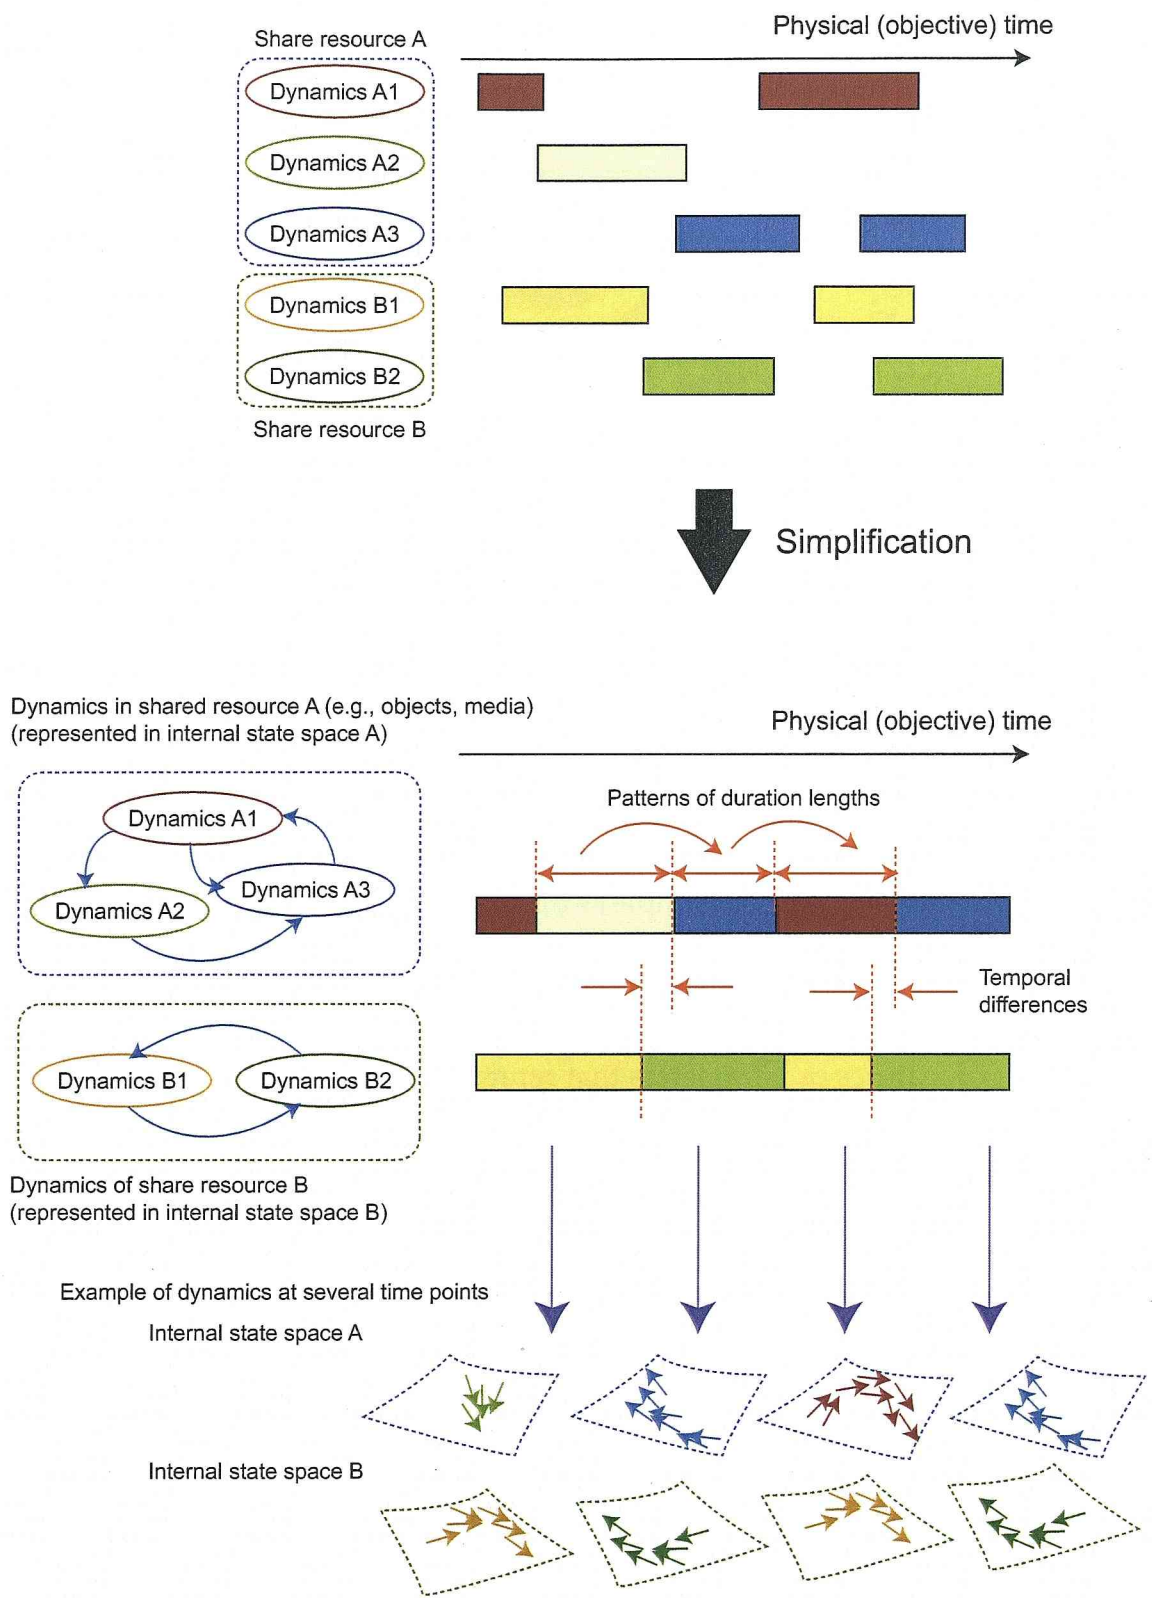 Physical (objective) time
Share resource A
Dynamics A1
Dynamics A2
Dynamics A3
Dynamics B1
Dynamics B2
Share resource B
Simplification
Dynamics in shared resource A (e.g., objects, media)
(represented in internal state space A)
Physical (objective) time
Patterns of duration lengths
Dynamics A1
Dynamics A3
Dynamics A2
Temporal
differences
Dynamics B1
Dynamics B2
Dynamics of share resource B
(represented in internal state space B)
Example of dynamics at several time points
Internal state space A
Internal state space B